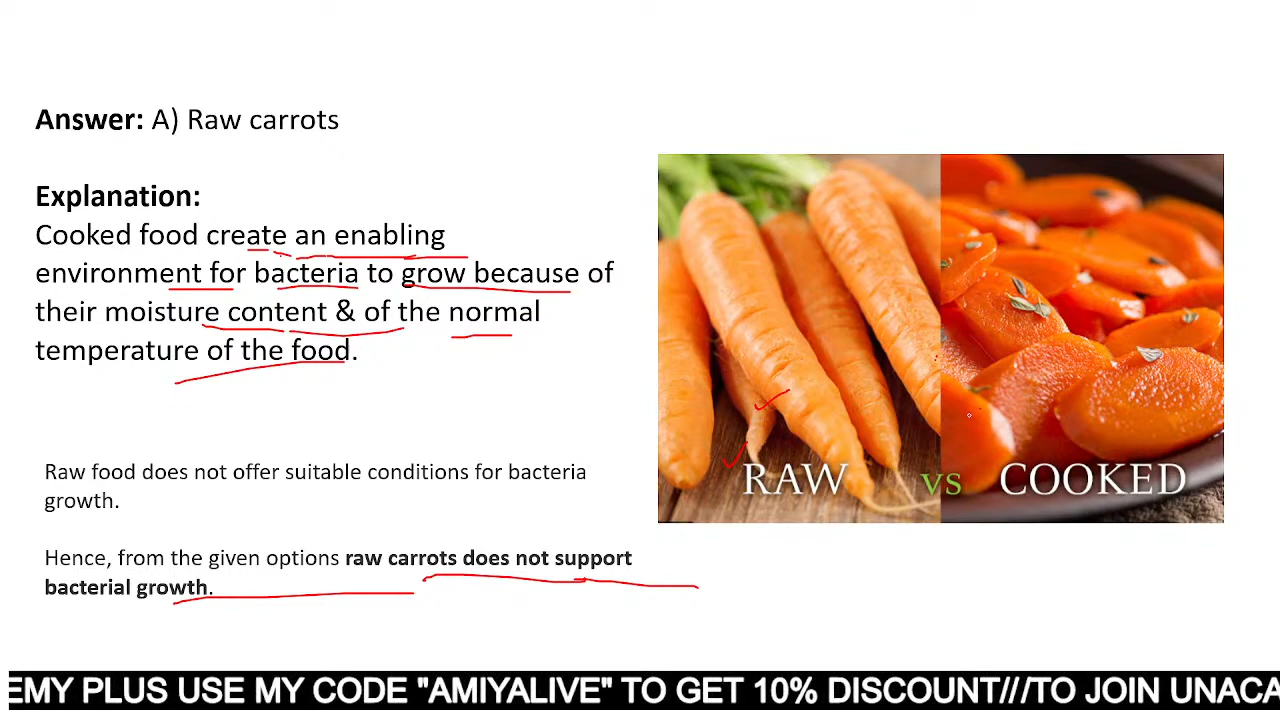 Answer: A) Raw carrots
Explanation:
Cooked food create an enabling
environment for bacteria to grow because of
their moisture content & of the normal
temperature of the food.
Raw food does not offer suitable conditions for bacteria
growth.
Hence, from the given options raw carrots does not support
bacterial growth.
RAW vs COOKED
EMY PLUS USE MY CODE "AMIYALIVE" TO GET 10% DISCOUNT///TO JOIN UNACA